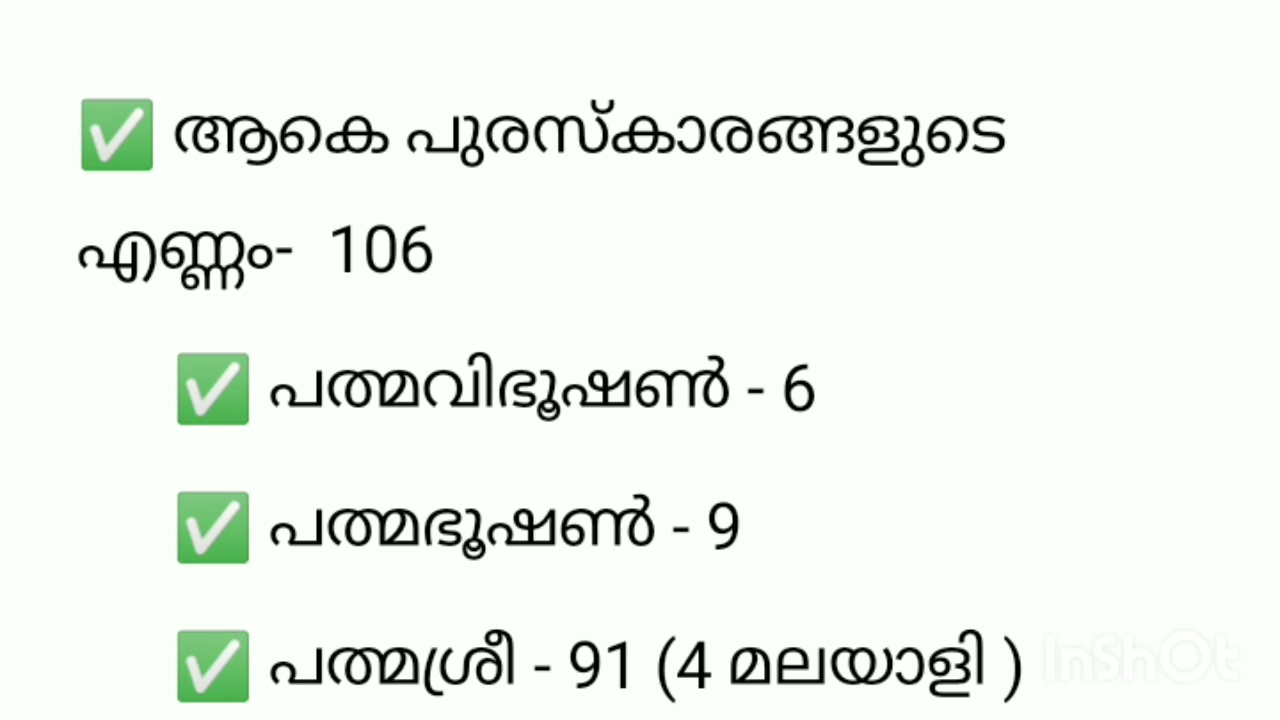 ✅ ആകെ പുരസ്കാരങ്ങളുടെ
എണ്ണം- 106
✅ പത്മവിഭൂഷൺ - 6
✅ പത്മഭൂഷൺ - 9
✅ പത്മശ്രീ - 91 (4 മലയാളി )
InShOt